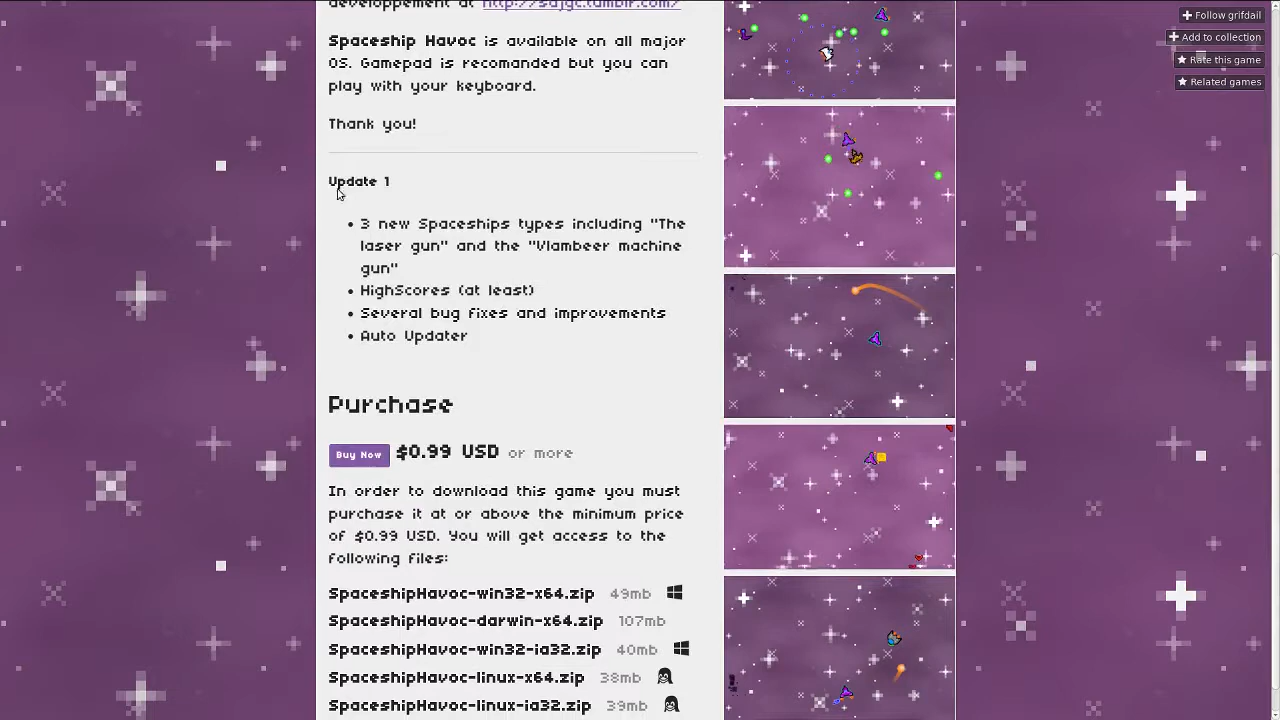 developpement at http://sdjgc.tumblr.com/
Spaceship Havoc is available on all major
OS. Gamepad is recomanded but you can
play with your keyboard.
Thank you!
Update 1
• 3 new Spaceships types including "The
laser gun" and the "Vlambeer machine
gun"
• HighScores (at least)
• Several bug fixes and improvements
• Auto Updater
Purchase
Buy Now $0.99 USD or more
In order to download this game you must
purchase it at or above the minimum price
of $0.99 USD. You will get access to the
following files:
SpaceshipHavoc-win32-x64.zip 49mb
SpaceshipHavoc-darwin-x64.zip 107mb
SpaceshipHavoc-win32-ia32.zip 40mb
SpaceshipHavoc-linux-x64.zip 38mb
SpaceshipHavoc-linux-ia32.zip 39mb
Follow grifdail
Add to collection
Rate this game
Related games